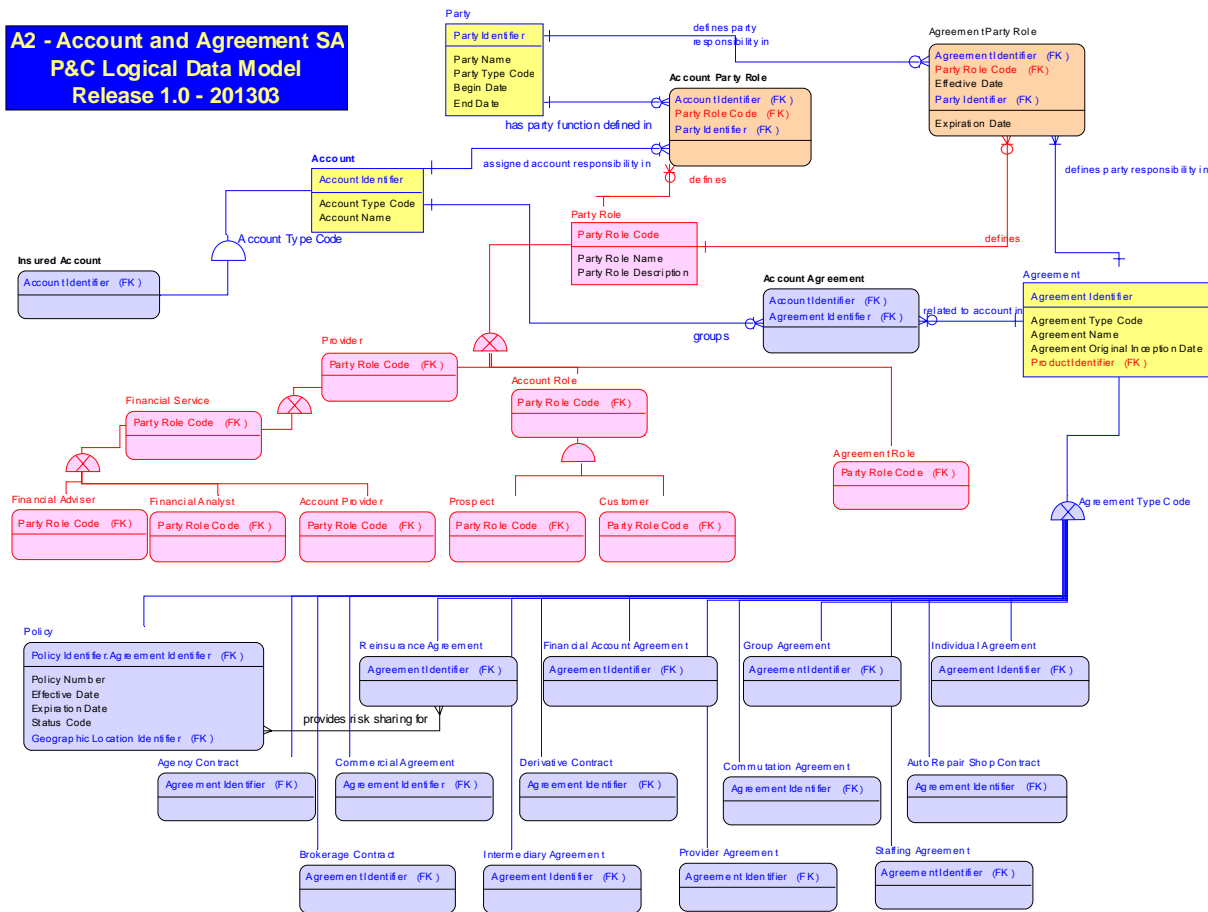 A2 - Account and Agreement SA
P&C Logical Data Model
Release 1.0 - 201303
Party
Party Identifier
Party Name
Party Type Code
Begin Date
End Date
defines party
responsibility in
Agreement Party Role
Agreement Identifier (FK)
Party Role Code (FK)
Effective Date
Party Identifier (FK)
Expiration Date
Account Party Role
Account Identifier (FK)
Party Role Code (FK)
Party Identifier (FK)
has party function defined in
assigned account responsibility in
defines
defines party responsibility in
Account
Account Identifier
Account Type Code
Account Name
Account Type Code
Insured Account
Account Identifier (FK)
Party Role
Party Role Code
Party Role Name
Party Role Description
defines
Account Agreement
Account Identifier (FK)
Agreement Identifier (FK)
groups
related to account in
Agreement
Agreement Identifier
Agreement Type Code
Agreement Name
Agreement Original Inception Date
Product Identifier (FK)
Provider
Party Role Code (FK)
Account Role
Party Role Code (FK)
Financial Service
Party Role Code (FK)
Agreement Role
Party Role Code (FK)
Financial Adviser
Party Role Code (FK)
Financial Analyst
Party Role Code (FK)
Account Provider
Party Role Code (FK)
Prospect
Party Role Code (FK)
Customer
Party Role Code (FK)
Agreement Type Code
Policy
Policy Identifier.Agreement Identifier (FK)
Policy Number
Effective Date
Expiration Date
Status Code
Geographic Location Identifier (FK)
provides risk sharing for
Reinsurance Agreement
Agreement Identifier (FK)
Financial Account Agreement
Agreement Identifier (FK)
Group Agreement
Agreement Identifier (FK)
Individual Agreement
Agreement Identifier (FK)
Agency Contract
Agreement Identifier (FK)
Commercial Agreement
Agreement Identifier (FK)
Derivative Contract
Agreement Identifier (FK)
Commutation Agreement
Agreement Identifier (FK)
Auto Repair Shop Contract
Agreement Identifier (FK)
Brokerage Contract
Agreement Identifier (FK)
Intermediary Agreement
Agreement Identifier (FK)
Provider Agreement
Agreement Identifier (FK)
Staffing Agreement
Agreement Identifier (FK)